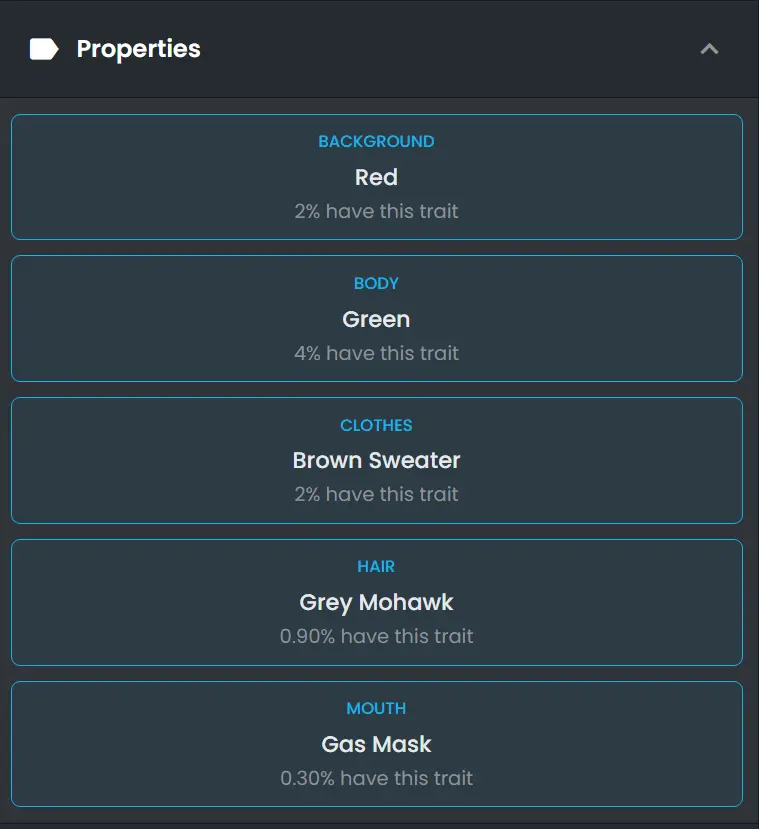 Properties
BACKGROUND
Red
2% have this trait
BODY
Green
4% have this trait
CLOTHES
Brown Sweater
2% have this trait
HAIR
Grey Mohawk
0.90% have this trait
MOUTH
Gas Mask
0.30% have this trait